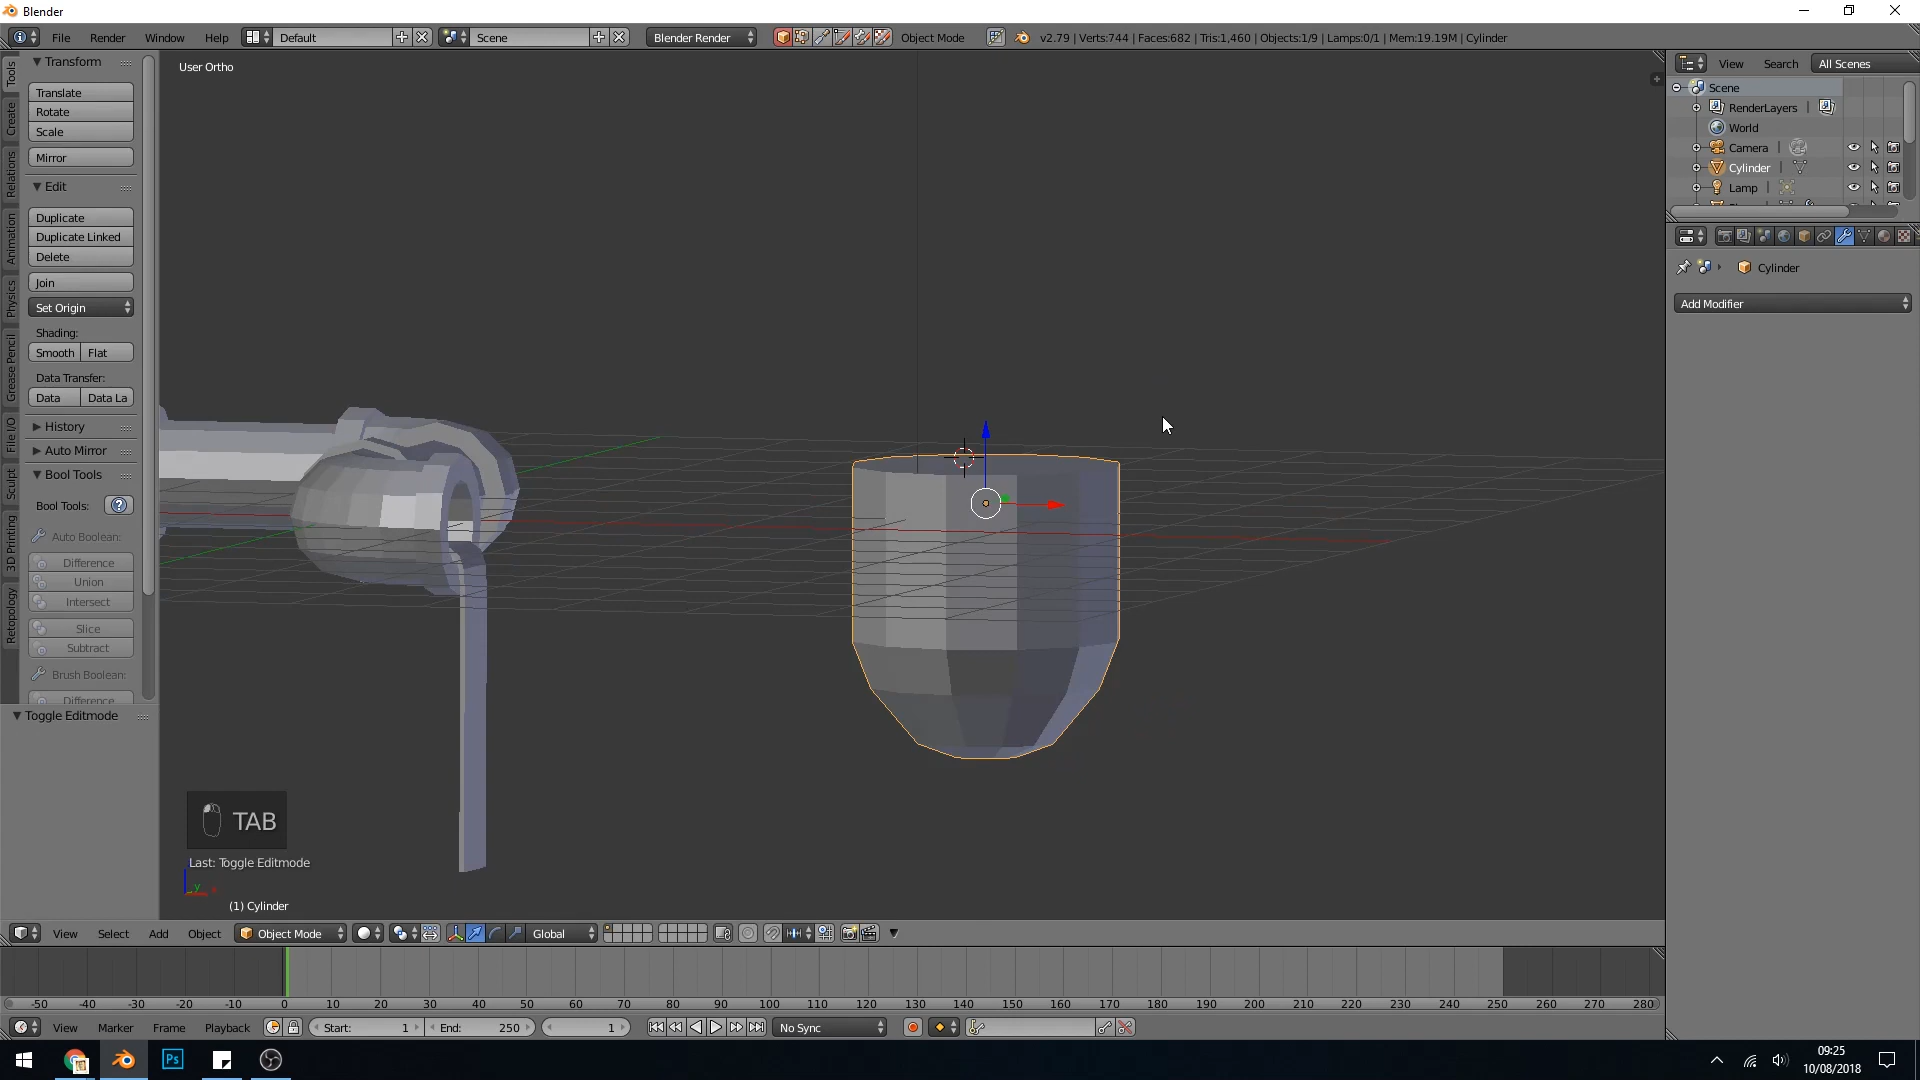 Blender
File Render Window Help Default Scene Blender Render Object Mode v2.79 | Verts:744 | Faces:682 | Tris:1,460 | Objects:1/9 | Lamps:0/1 | Mem:19.19M | Cylinder
User Ortho
Tools
Create
Relations
Animation
Physics
Grease Pencil
File I/O
Sculpt
3D Printing
Retopology
Transform
Translate
Rotate
Scale
Mirror
Edit
Duplicate
Duplicate Linked
Delete
Join
Set Origin
Shading:
Smooth Flat
Data Transfer:
Data Data La
History
Auto Mirror
Bool Tools
Bool Tools:
Auto Boolean:
Difference
Union
Intersect
Slice
Subtract
Brush Boolean:
Difference
Toggle Editmode
TAB
Last: Toggle Editmode
y
(1) Cylinder
View Search All Scenes
Scene
RenderLayers
World
Camera
Cylinder
Lamp
Cylinder
Add Modifier
View Select Add Object Object Mode Global
-50 -40 -30 -20 -10 0 10 20 30 40 50 60 70 80 90 100 110 120 130 140 150 160 170 180 190 200 210 220 230 240 250 260 270 280
View Marker Frame Playback Start: 1 End: 250 1 No Sync
Ps
09:25
10/08/2018